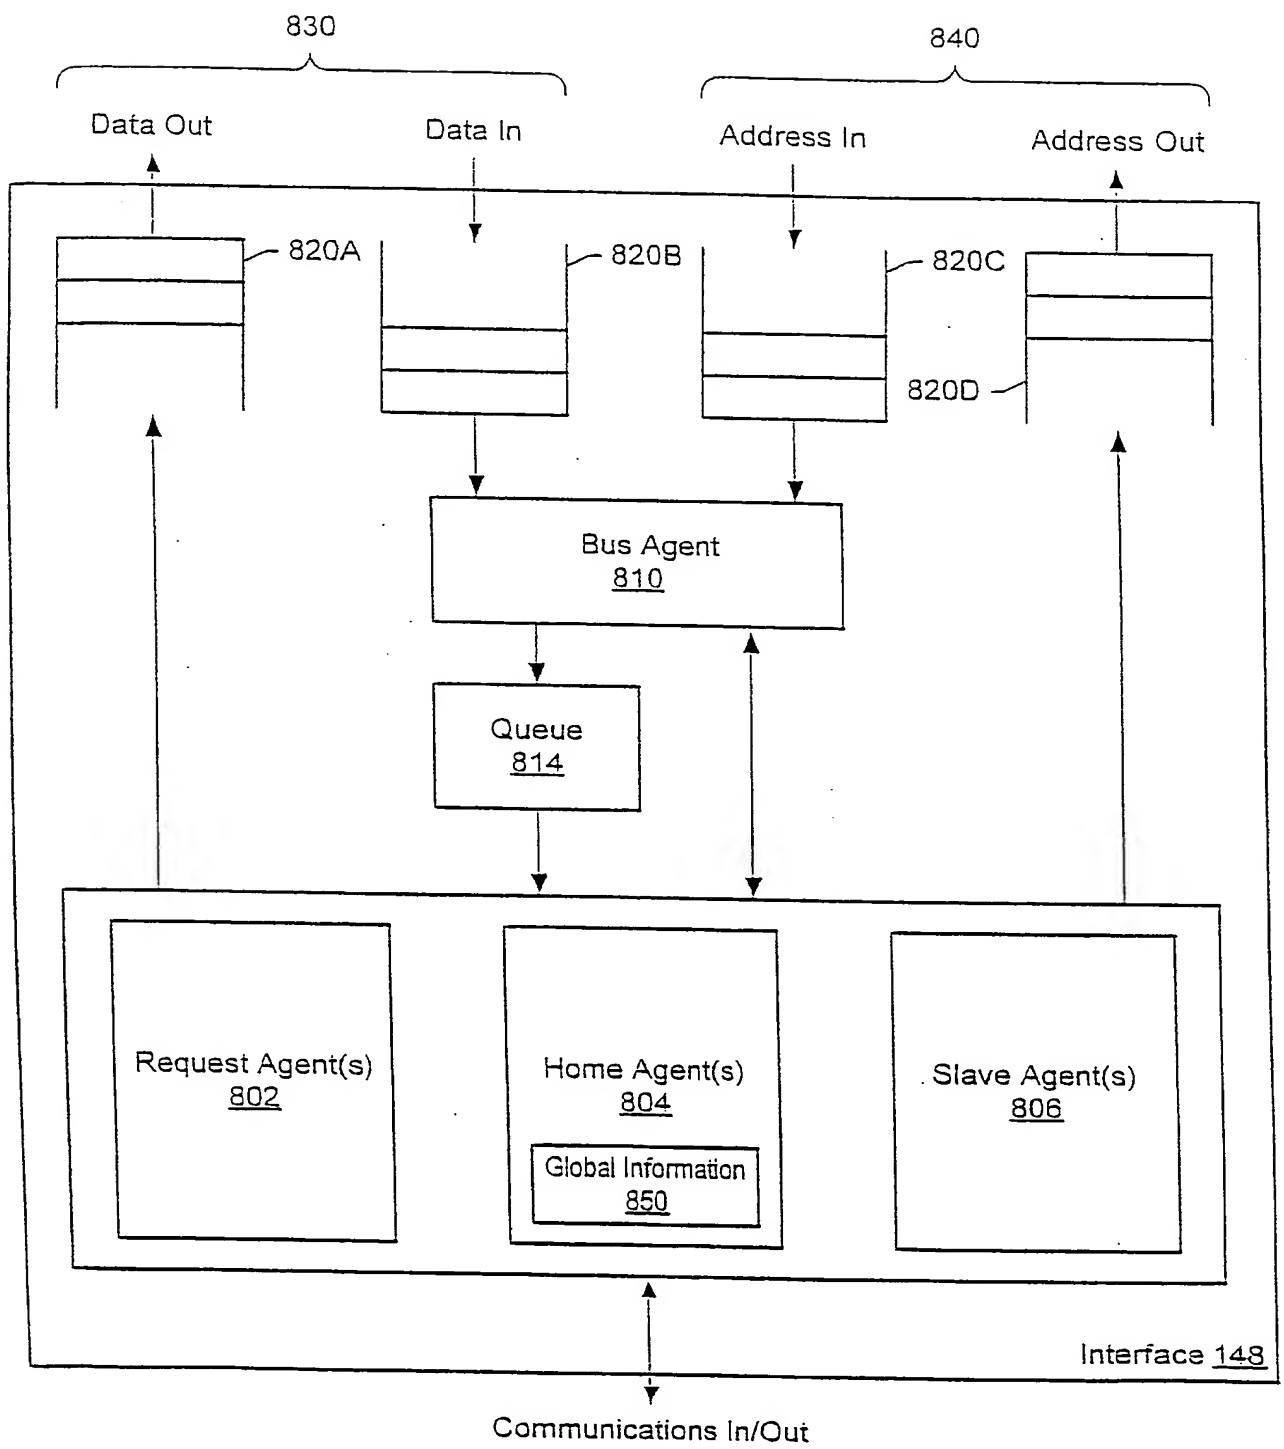 830
840
Data Out
Data In
Address In
Address Out
820A
820B
820C
820D
Bus Agent
810
Queue
814
Request Agent(s)
802
Home Agent(s)
804
Slave Agent(s)
806
Global Information
850
Interface 148
Communications In/Out